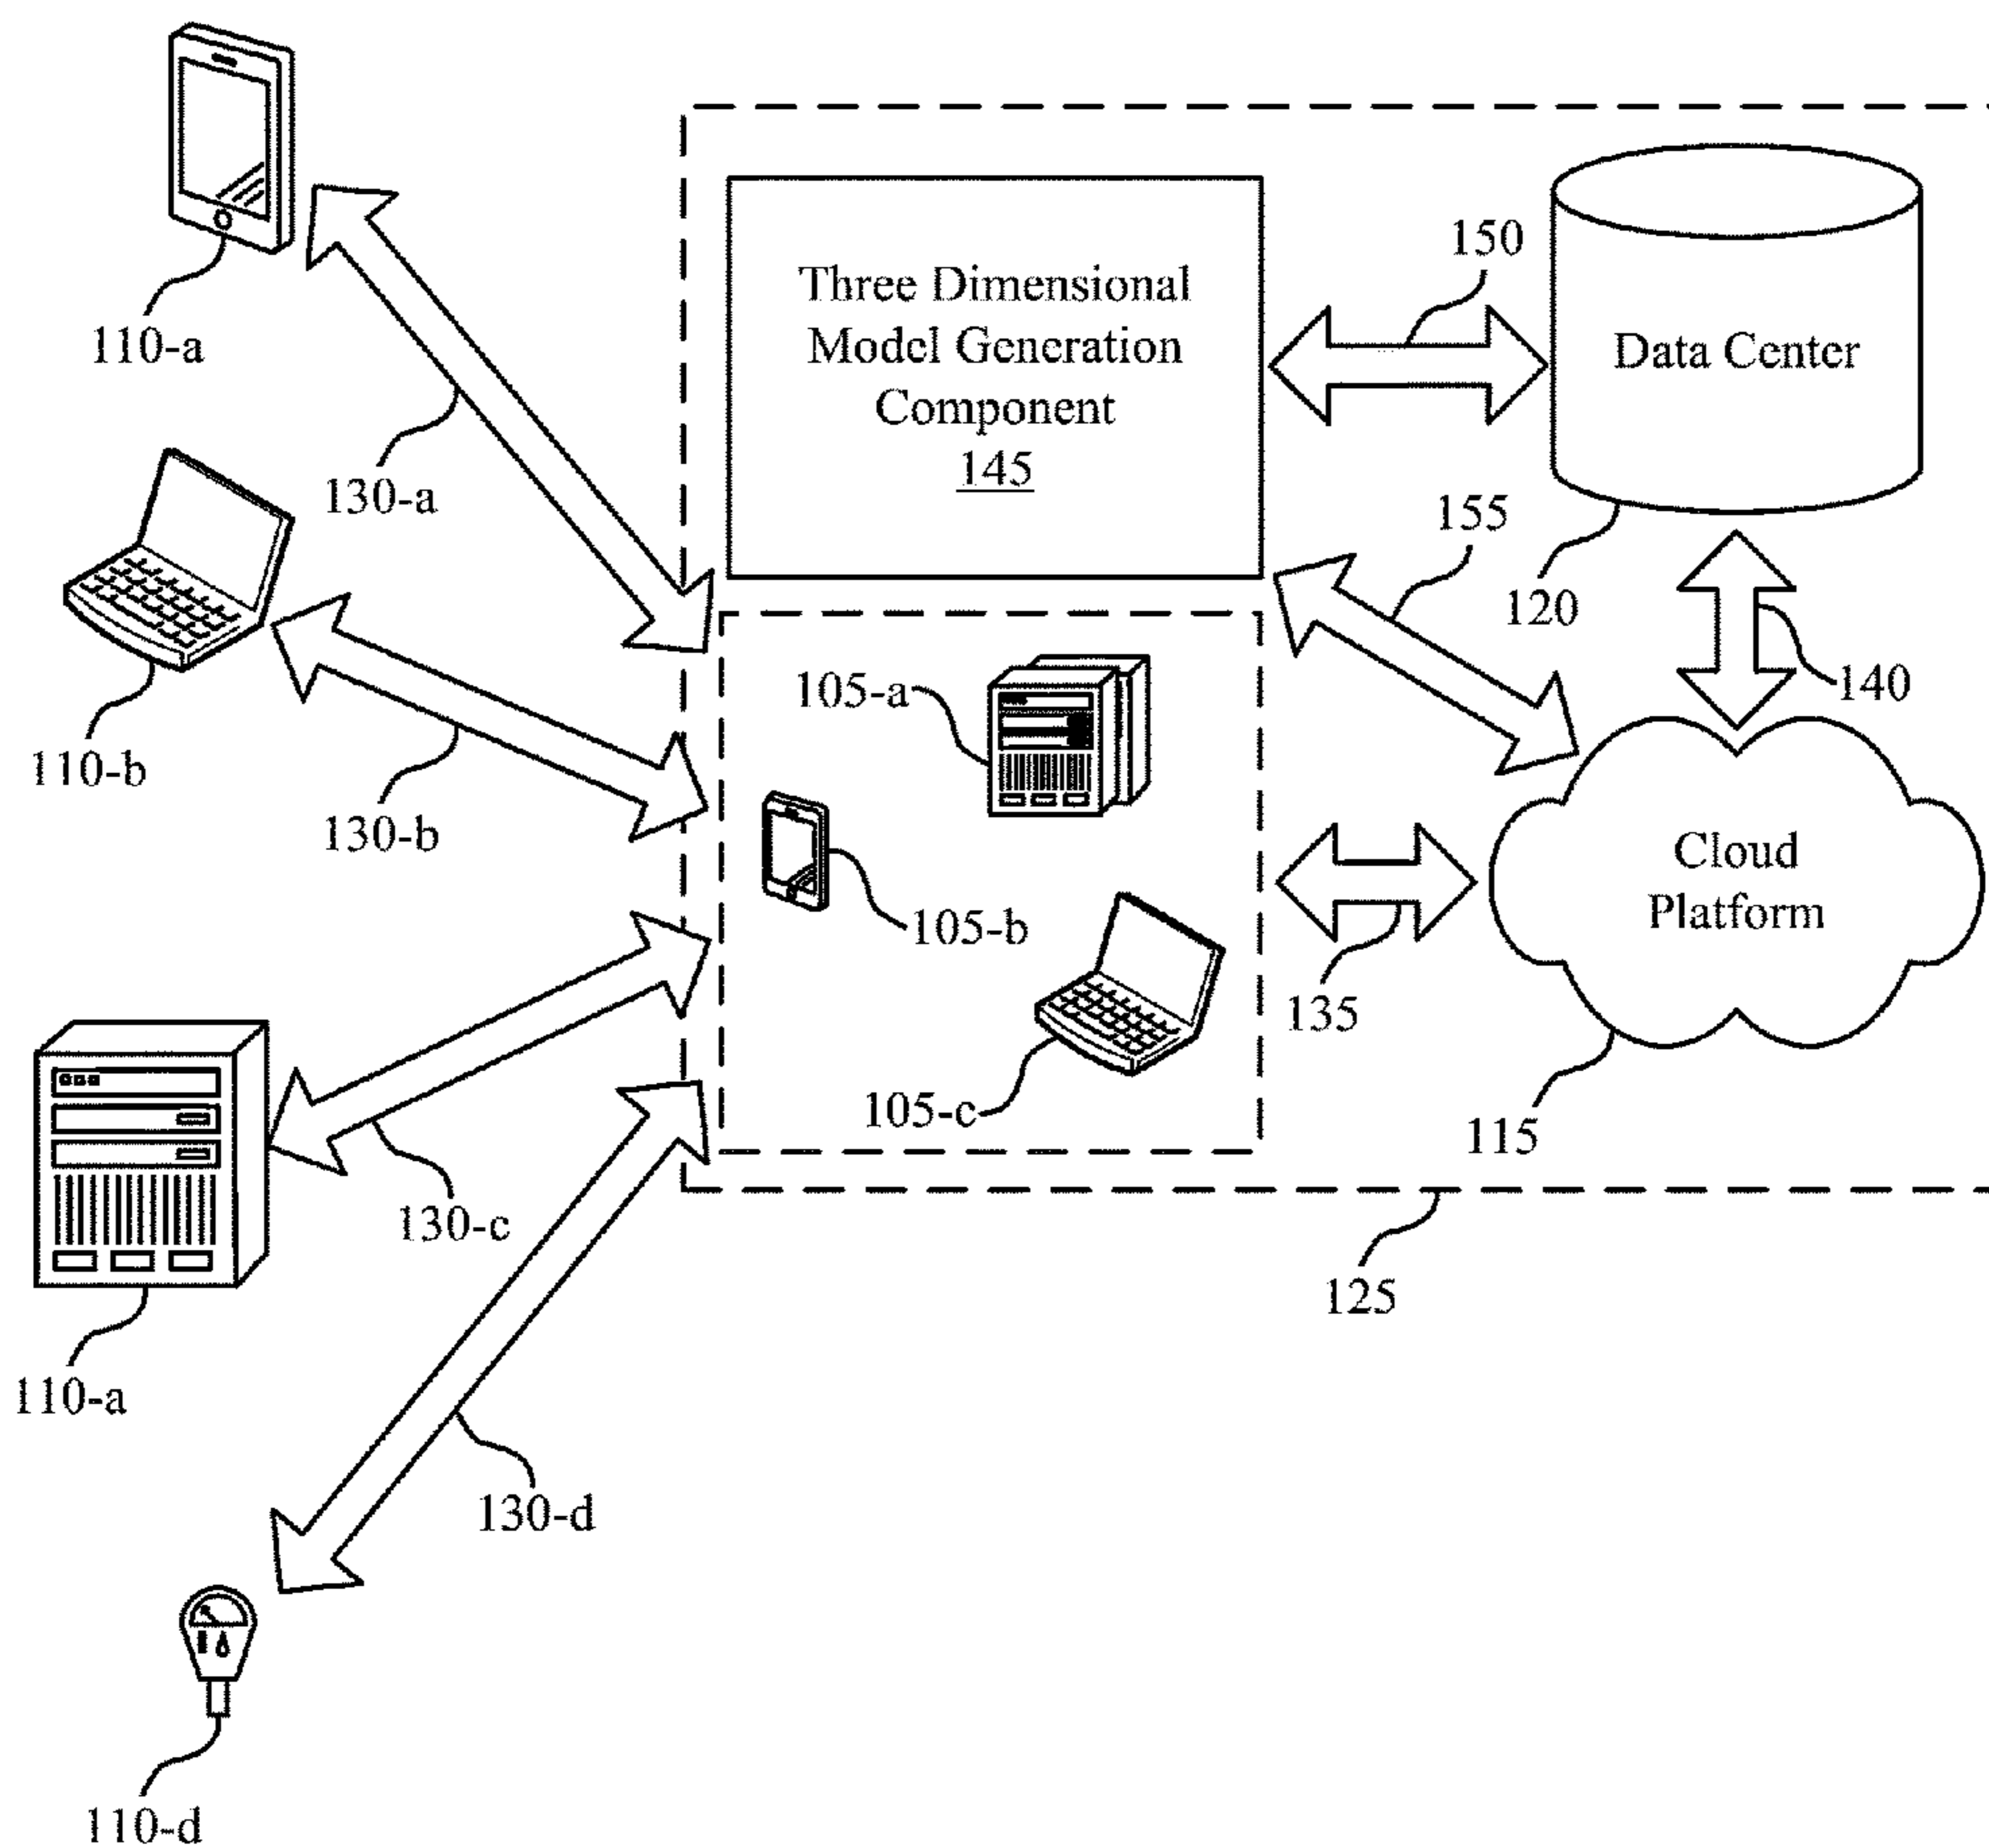 110-a
130-a
Three Dimensional
Model Generation
Component
145
150
Data Center
155
120
140
110-b
130-b
105-a
105-b
105-c
Cloud
Platform
135
115
130-c
110-a
125
130-d
110-d